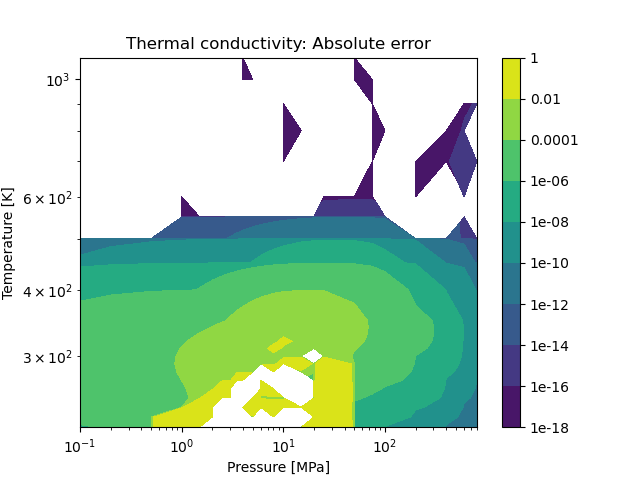 Thermal conductivity: Absolute error
Temperature [K]
10³
6 × 10²
4 × 10²
3 × 10²
10⁻¹
10⁰
10¹
10²
Pressure [MPa]
1
0.01
0.0001
1e-06
1e-08
1e-10
1e-12
1e-14
1e-16
1e-18